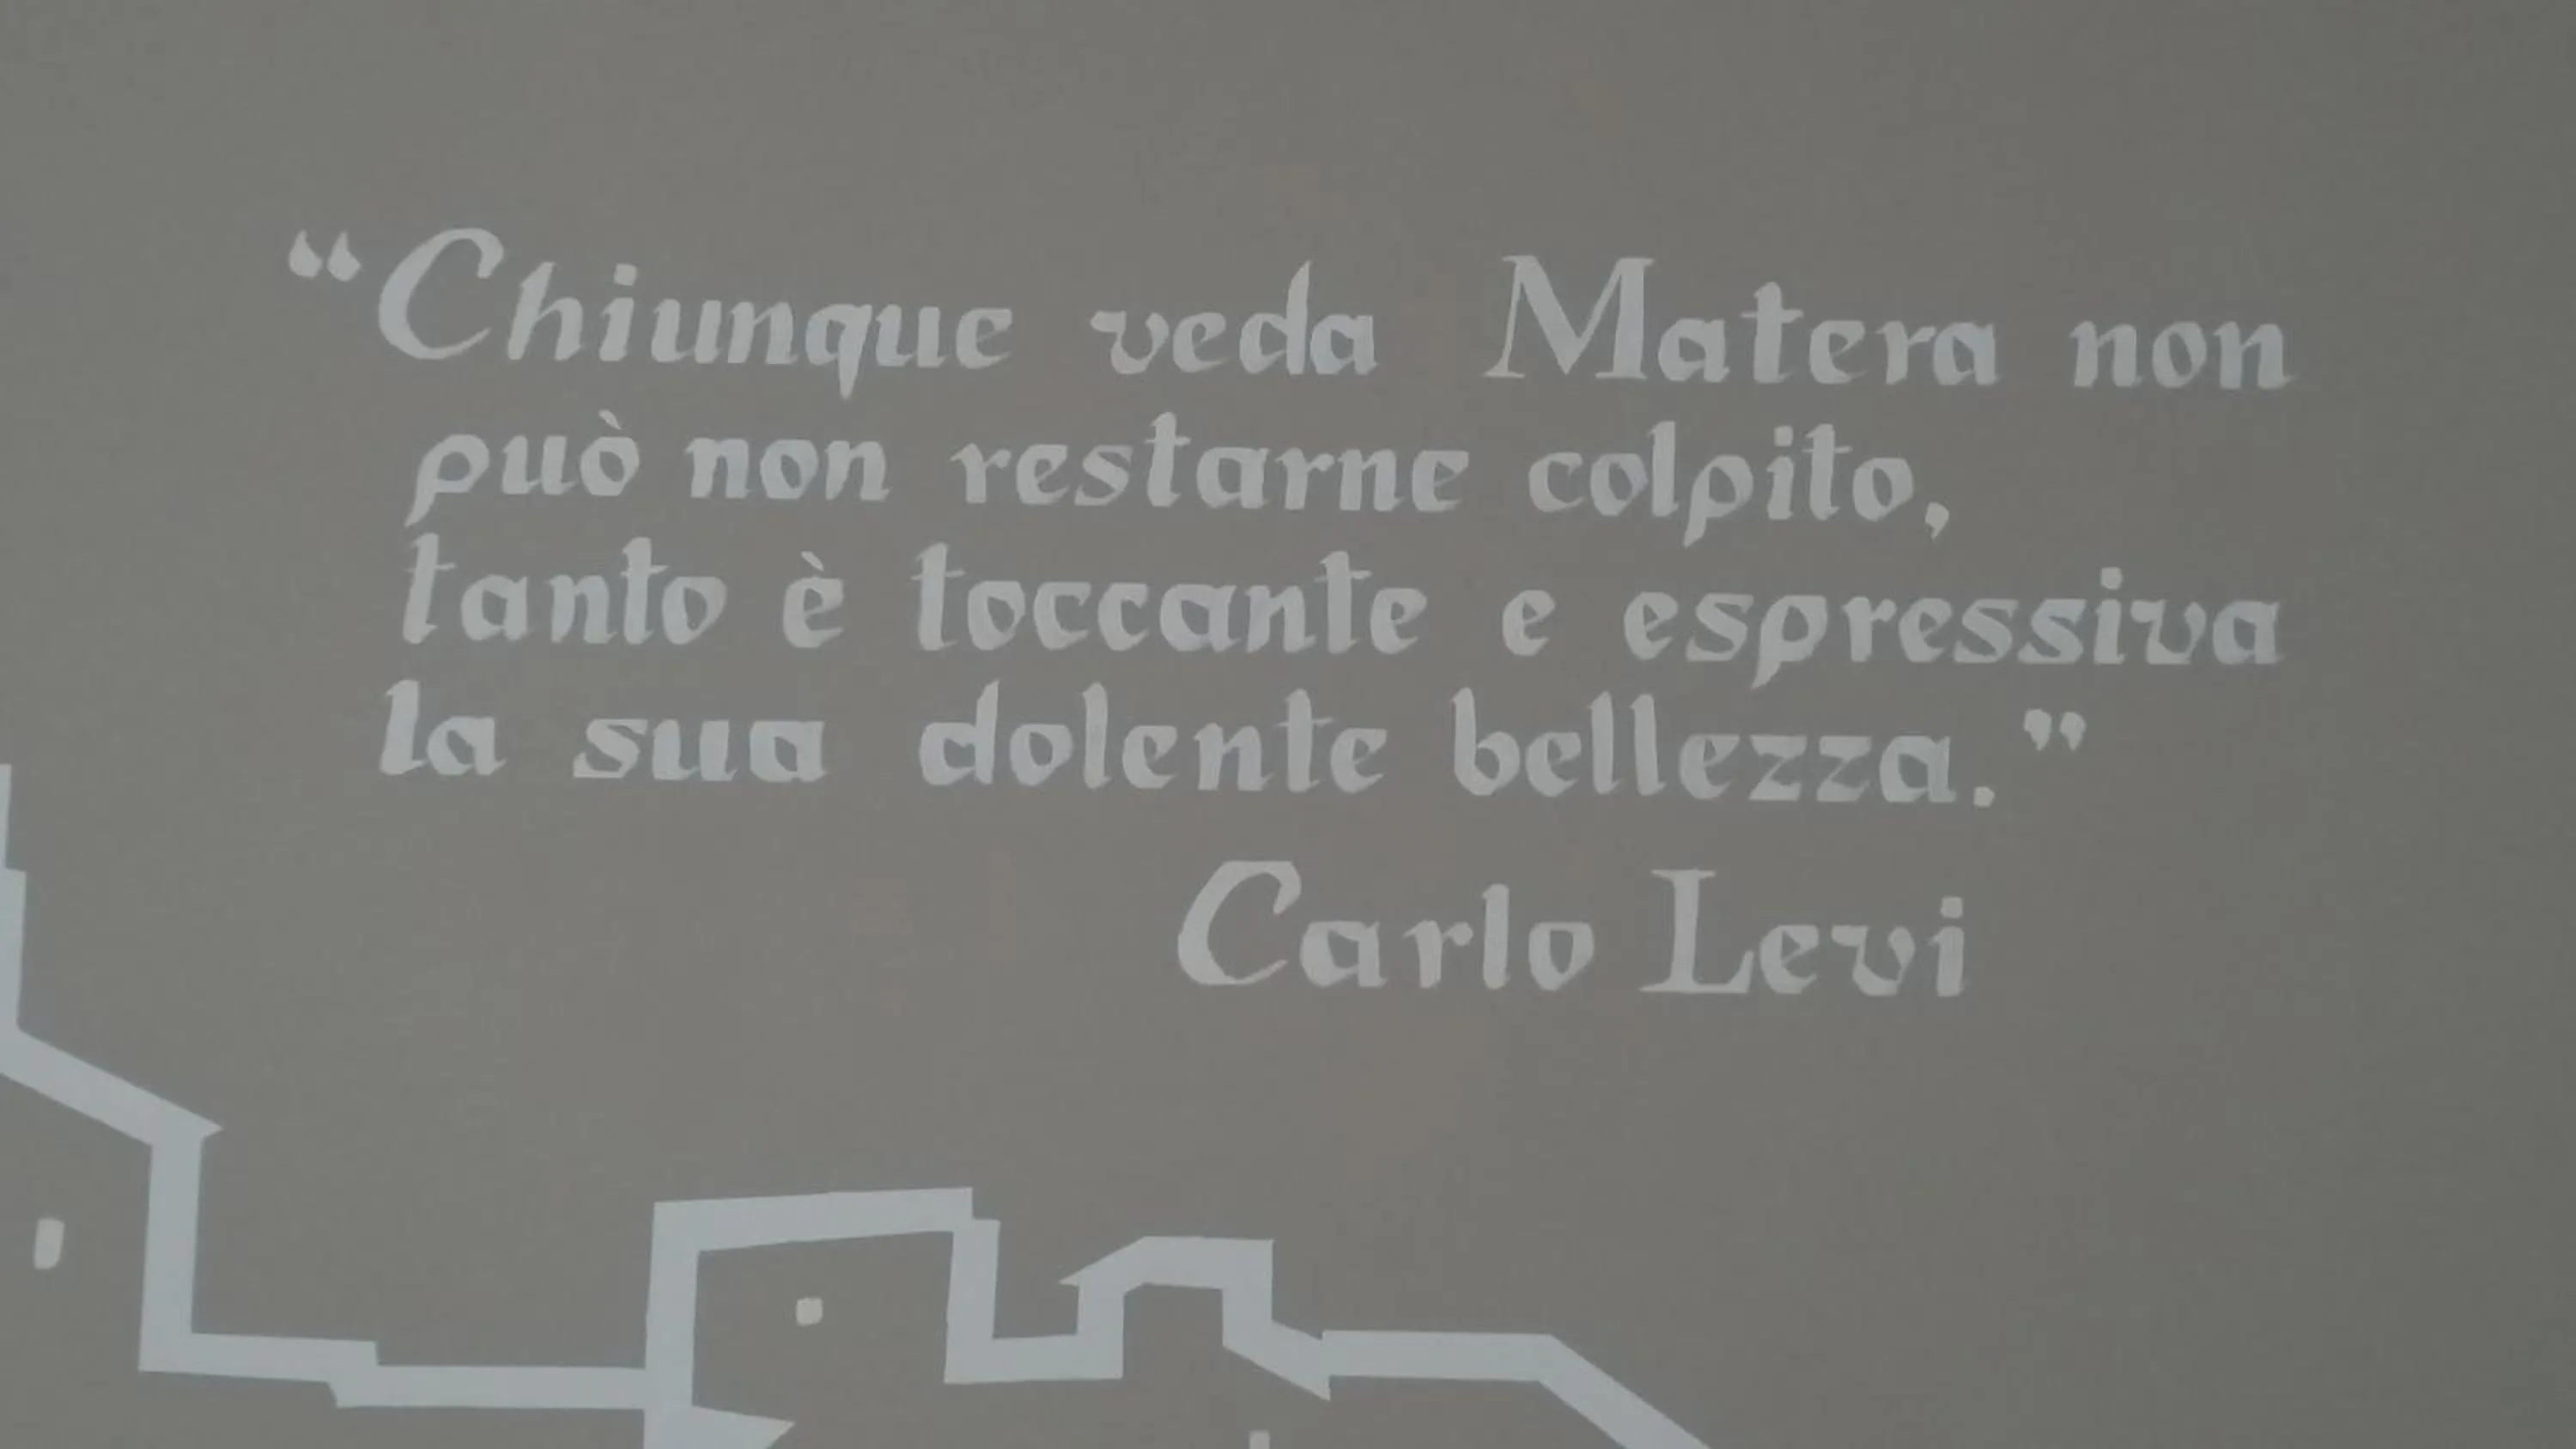 “Chiunque veda Matera non
può non restarne colpito,
tanto è toccante e espressiva
la sua dolente bellezza.”
Carlo Levi